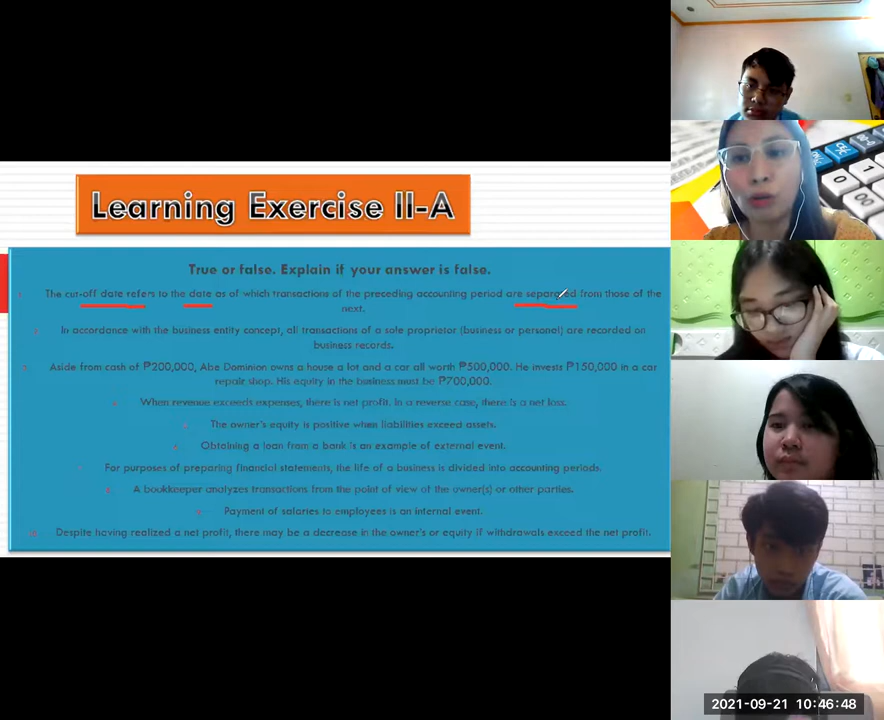 Learning Exercise II-A
True or false. Explain if your answer is false.
The cut-off date refers to the date as of which transactions of the preceding accounting period are separated from those of the
next.
In accordance with the business entity concept, all transactions of a sole proprietor (business or personal) are recorded on
business records.
Aside from cash of ₱200,000, Abe Dominion owns a house a lot and a car all worth ₱500,000. He invests ₱150,000 in a car
repair shop. His equity in the business must be ₱700,000.
When revenue exceeds expenses, there is net profit. In a reverse case, there is a net loss.
The owner's equity is positive when liabilities exceed assets.
Obtaining a loan from a bank is an example of external event.
For purposes of preparing financial statements, the life of a business is divided into accounting periods.
A bookkeeper analyzes transactions from the point of view of the owner(s) or other parties.
Payment of salaries to employees is an internal event.
Despite having realized a net profit, there may be a decrease in the owner's or equity if withdrawals exceed the net profit.
2021-09-21 10:46:48